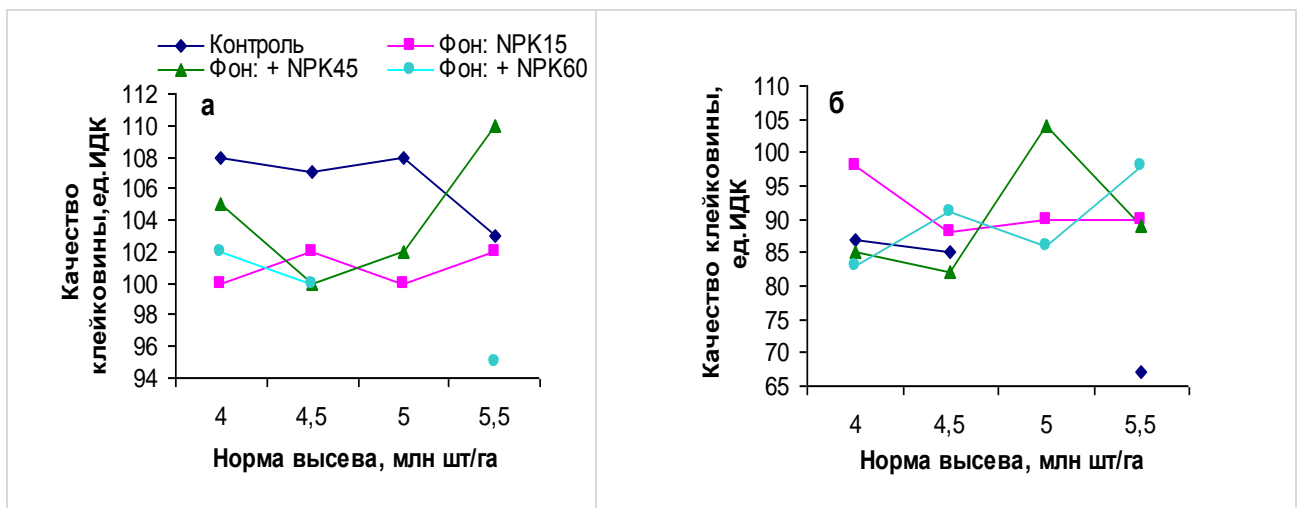 Контроль
Фон: NPK15
Фон: + NPK45
Фон: + NPK60
а
Качество
клейковины,ед.ИДК
112
110
108
106
104
102
100
98
96
94
4
4,5
5
5,5
Норма высева, млн шт/га
б
Качество клейковины,
ед.ИДК
110
105
100
95
90
85
80
75
70
65
4
4,5
5
5,5
Норма высева, млн шт/га